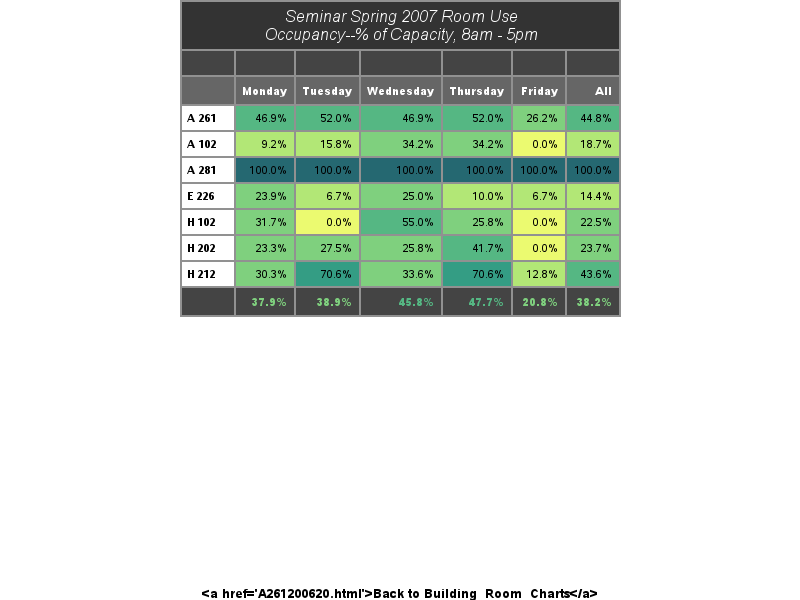 Seminar Spring 2007 Room Use
Occupancy--% of Capacity, 8am - 5pm
Monday Tuesday Wednesday Thursday Friday All
A 261 46.9% 52.0% 46.9% 52.0% 26.2% 44.8%
A 102 9.2% 15.8% 34.2% 34.2% 0.0% 18.7%
A 281 100.0% 100.0% 100.0% 100.0% 100.0% 100.0%
E 226 23.9% 6.7% 25.0% 10.0% 6.7% 14.4%
H 102 31.7% 0.0% 55.0% 25.8% 0.0% 22.5%
H 202 23.3% 27.5% 25.8% 41.7% 0.0% 23.7%
H 212 30.3% 70.6% 33.6% 70.6% 12.8% 43.6%
37.9% 38.9% 45.8% 47.7% 20.8% 38.2%
<a href='A261200620.html'>Back to Building_Room_Charts</a>